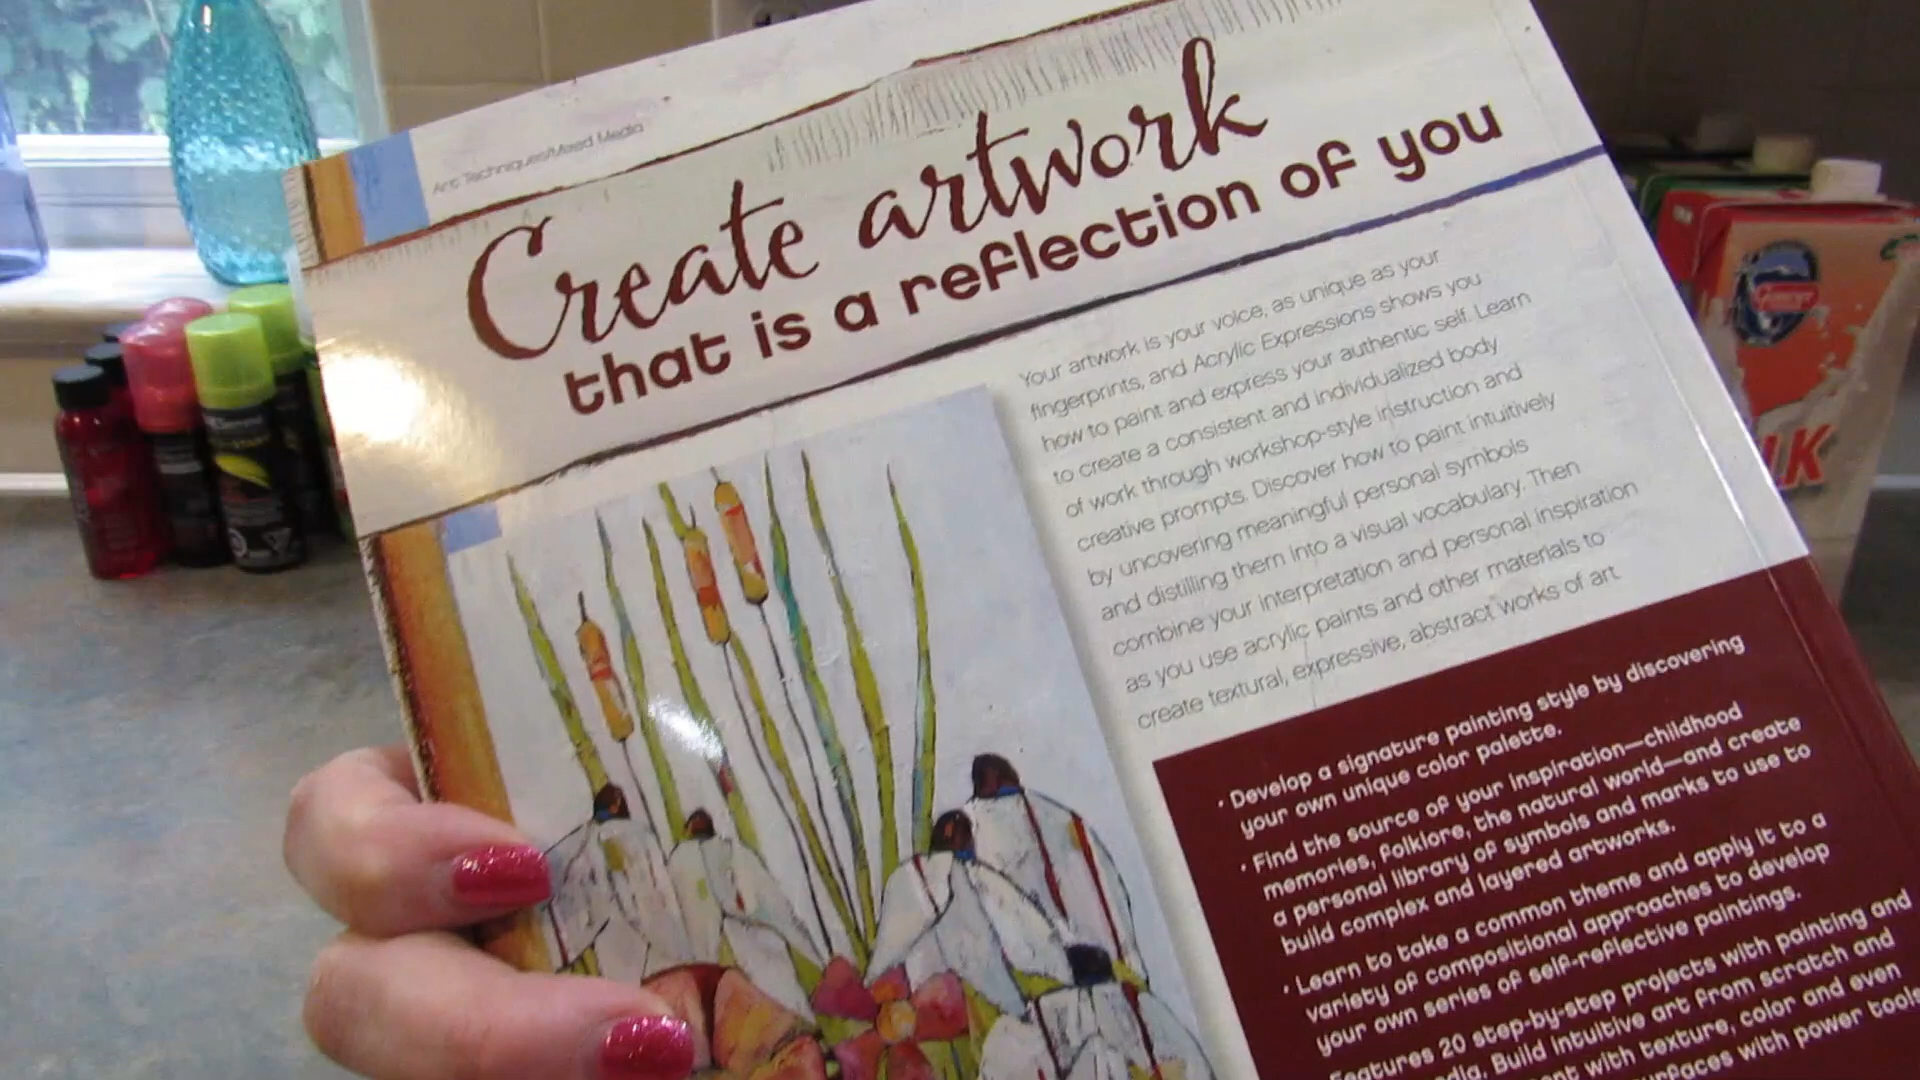 Art Techniques/Mixed Media
Create artwork
that is a reflection of you
Your artwork is your voice, as unique as your
fingerprints, and Acrylic Expressions shows you
how to paint and express your authentic self. Learn
to create a consistent and individualized body
of work through workshop-style instruction and
creative prompts. Discover how to paint intuitively
by uncovering meaningful personal symbols
and distilling them into a visual vocabulary. Then
combine your interpretation and personal inspiration
as you use acrylic paints and other materials to
create textural, expressive, abstract works of art.
• Develop a signature painting style by discovering
your own unique color palette.
• Find the source of your inspiration—childhood
memories, folklore, the natural world—and create
a personal library of symbols and marks to use to
build complex and layered artworks.
• Learn to take a common theme and apply it to a
variety of compositional approaches to develop
your own series of self-reflective paintings.
Features 20 step-by-step projects with painting and
Build intuitive art from scratch and
with texture, color and even
with power tools
LK